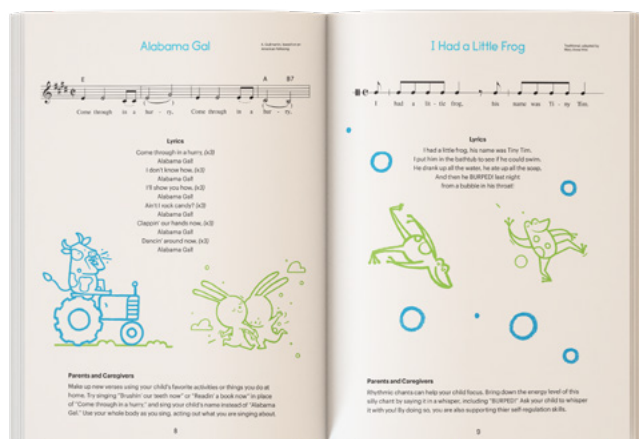 Alabama Gal
E
A B7
Come through in a hur - ry, Come through in a hur - ry,
Lyrics
Come through in a hurry, (x3)
Alabama Gal!
I don't know how, (x3)
Alabama Gal!
I'll show you how, (x3)
Alabama Gal!
Ain't I rock candy? (x3)
Alabama Gal!
Clappin' our hands now, (x3)
Alabama Gal!
Dancin' around now, (x3)
Alabama Gal!
Parents and Caregivers
Make up new verses using your child's favorite activities or things you do at
home. Try singing "Brushin' our teeth now" or "Readin' a book now" in place
of "Come through in a hurry," and sing your child's name instead of "Alabama
Gal." Use your whole body as you sing, acting out what you are singing about.
8
I Had a Little Frog
I had a lit - tle frog, his name was Ti - ny Tim.
Lyrics
I had a little frog, his name was Tiny Tim.
I put him in the bathtub to see if he could swim.
He drank up all the water, he ate up all the soap.
And then he BURPED! last night
from a bubble in his throat!
Parents and Caregivers
Rhythmic chants can help your child focus. Bring down the energy level of this
silly chant by saying it in a whisper, including "BURPED!" Ask your child to whisper
it with you! By doing so, you are also supporting thier self-regulation skills.
9